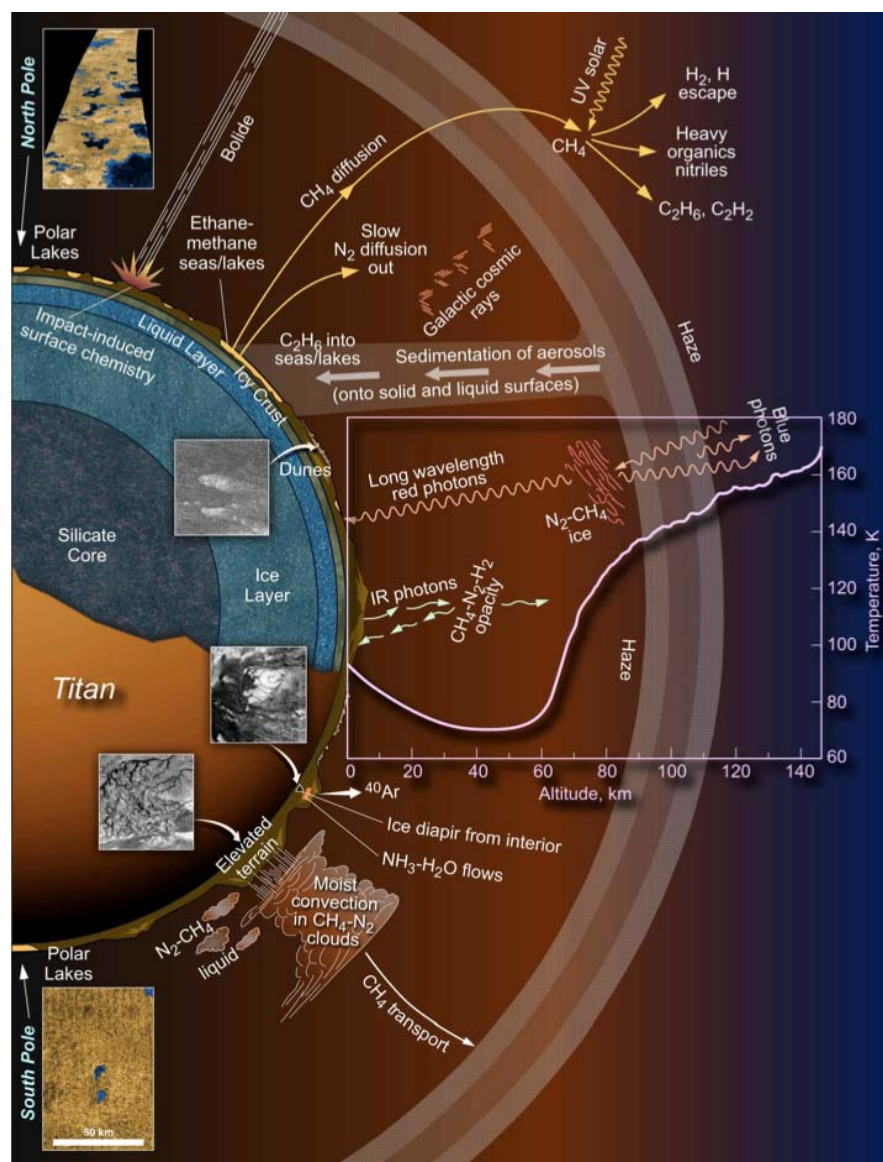 North Pole
Bolide
UV solar
H₂, H
escape
CH₄
Heavy
organics
nitriles
C₂H₆, C₂H₂
CH₄ diffusion
Polar
Lakes
Ethane-
methane
seas/lakes
Slow
N₂ diffusion
out
Galactic cosmic
rays
Haze
Impact-induced
surface chemistry
Liquid Layer
Icy Crust
C₂H₆ into
seas/lakes
Sedimentation of aerosols
(onto solid and liquid surfaces)
Dunes
Long wavelength
red photons
Blue
photons
N₂-CH₄
ice
Silicate
Core
Ice
Layer
IR photons
CH₄-N₂-H₂
opacity
Haze
180
160
140
120
100
80
60
Temperature, K
0
20
40
60
80
100
120
140
Altitude, km
Titan
⁴⁰Ar
Ice diapir from interior
NH₃-H₂O flows
Elevated
terrain
Moist
convection
in CH₄-N₂
clouds
N₂-CH₄
liquid
CH₄ transport
Polar
Lakes
South Pole
50 km